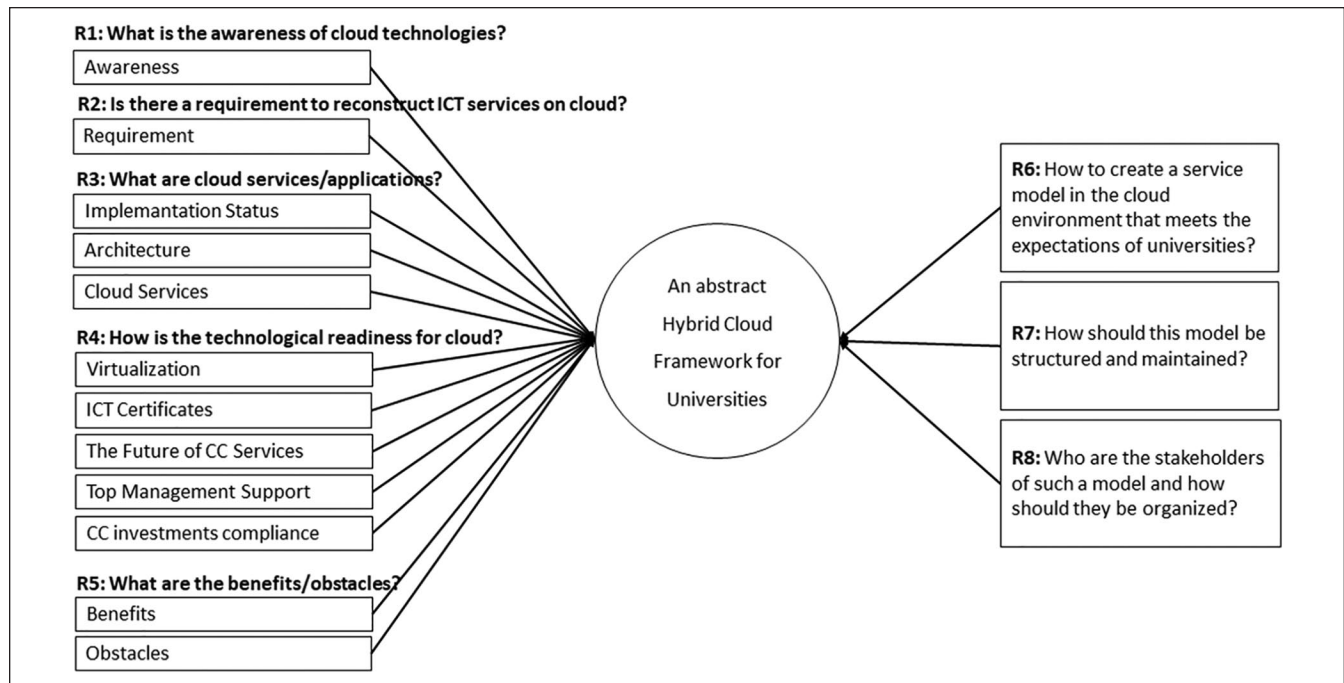 R1: What is the awareness of cloud technologies?
Awareness
R2: Is there a requirement to reconstruct ICT services on cloud?
Requirement
R3: What are cloud services/applications?
Implemantation Status
Architecture
Cloud Services
R4: How is the technological readiness for cloud?
Virtualization
ICT Certificates
The Future of CC Services
Top Management Support
CC investments compliance
R5: What are the benefits/obstacles?
Benefits
Obstacles
An abstract
Hybrid Cloud
Framework for
Universities
R6: How to create a service
model in the cloud
environment that meets the
expectations of universities?
R7: How should this model be
structured and maintained?
R8: Who are the stakeholders
of such a model and how
should they be organized?